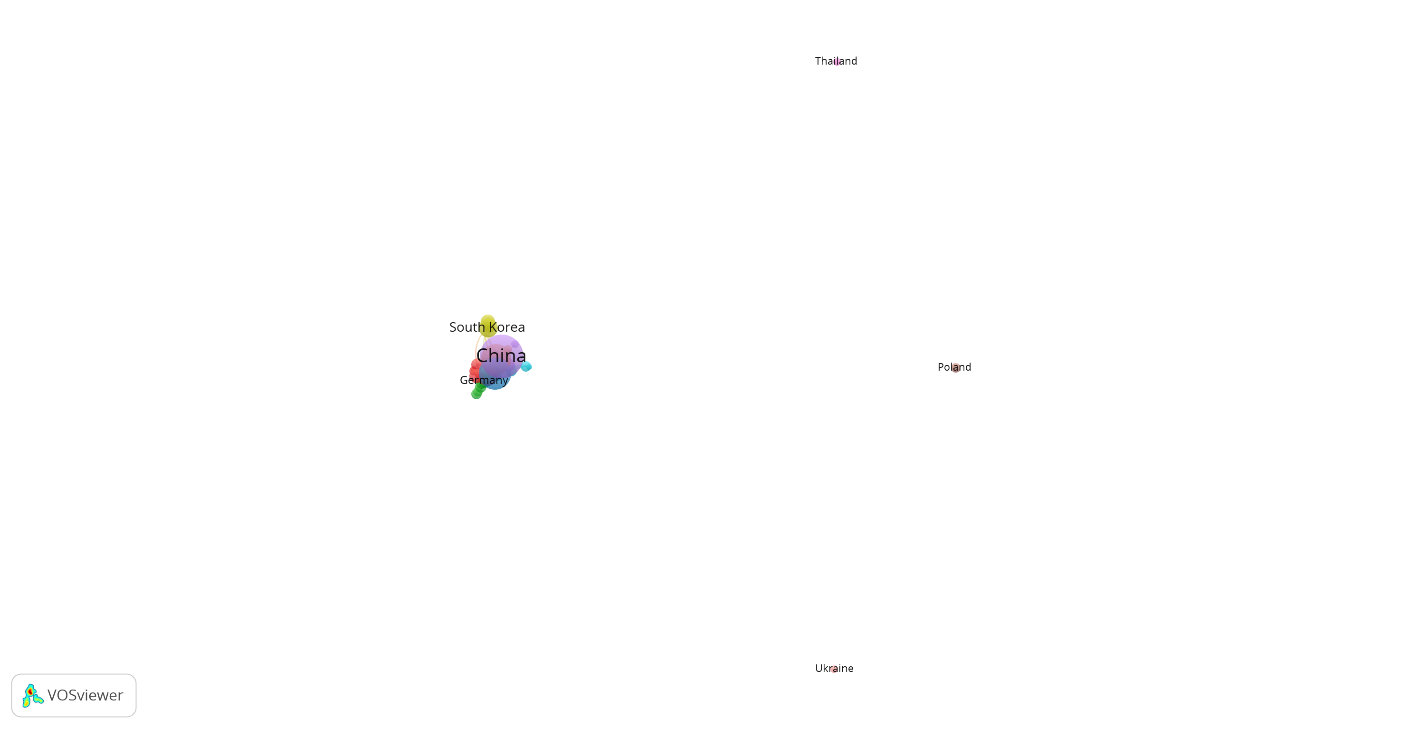 Thailand
South Korea
China
Poland
Germany
Ukraine
VOSviewer